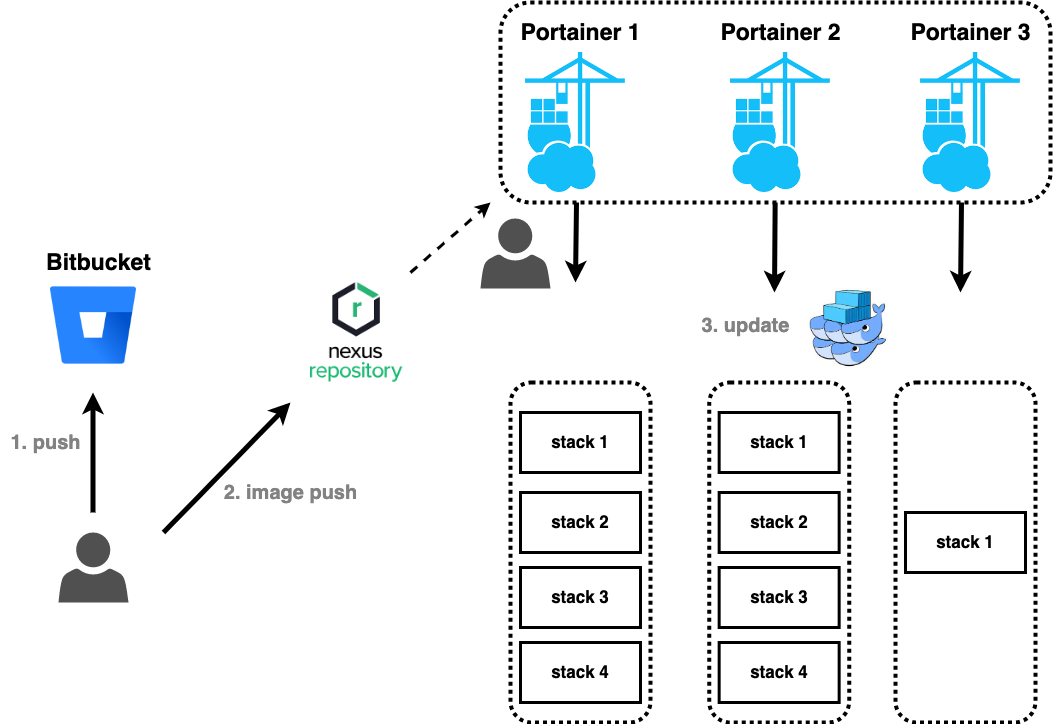 Portainer 1
Portainer 2
Portainer 3
Bitbucket
r
nexus
repository
3. update
1. push
2. image push
stack 1
stack 2
stack 3
stack 4
stack 1
stack 2
stack 3
stack 4
stack 1